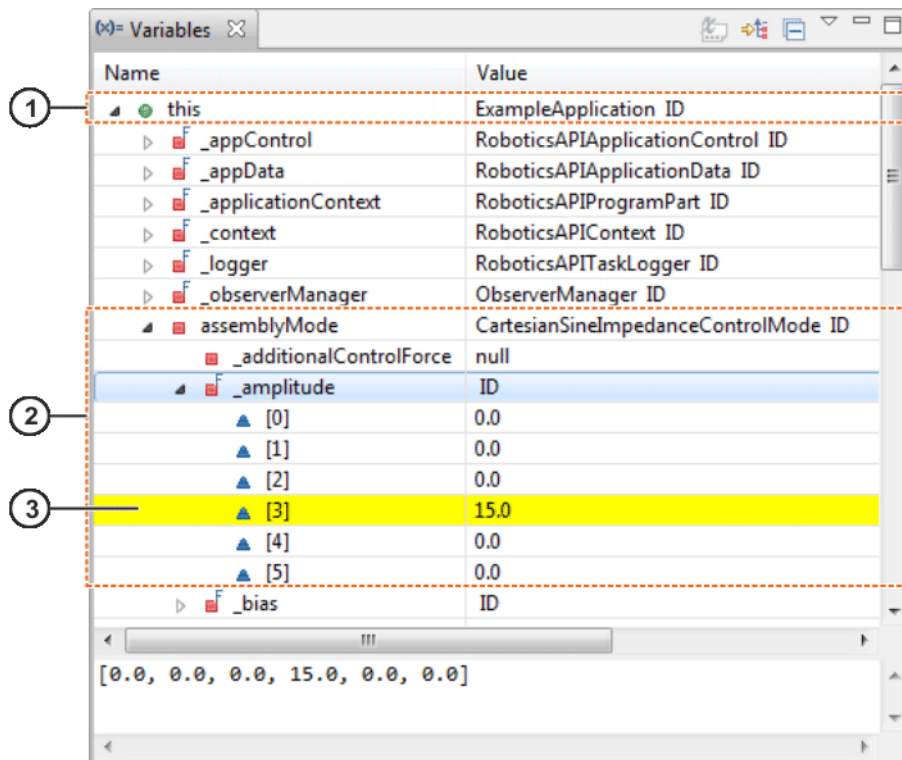 (x)= Variables
Name Value
1 this ExampleApplication ID
_appControl RoboticsAPIApplicationControl ID
_appData RoboticsAPIApplicationData ID
_applicationContext RoboticsAPIProgramPart ID
_context RoboticsAPIContext ID
_logger RoboticsAPITaskLogger ID
_observerManager ObserverManager ID
assemblyMode CartesianSineImpedanceControlMode ID
_additionalControlForce null
_amplitude ID
2 [0] 0.0
[1] 0.0
[2] 0.0
3 [3] 15.0
[4] 0.0
[5] 0.0
_bias ID
[0.0, 0.0, 0.0, 15.0, 0.0, 0.0]